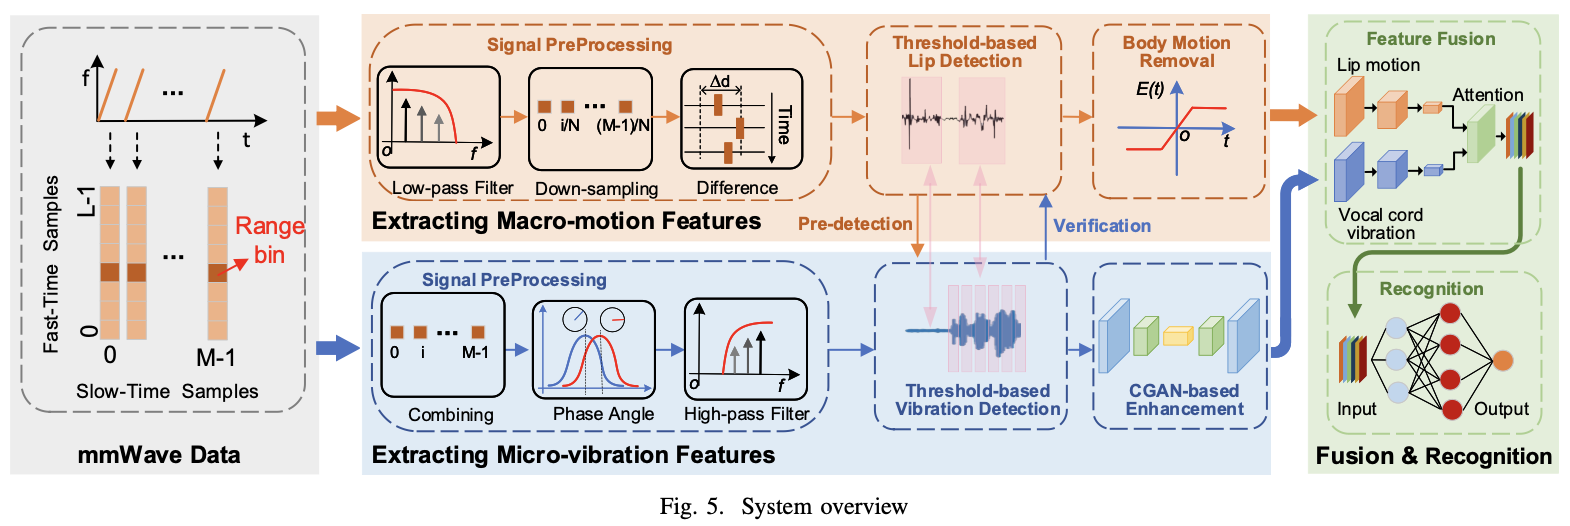 f
...
t
L-1
Fast-Time Samples
0
...
Range
bin
0
M-1
Slow-Time Samples
mmWave Data
Signal PreProcessing
o
f
Low-pass Filter
0 i/N ... (M-1)/N
Down-sampling
Δd
Time
Difference
Threshold-based
Lip Detection
Body Motion
Removal
E(t)
o
t
Extracting Macro-motion Features
Pre-detection
Verification
Signal PreProcessing
...
0 i M-1
Combining
Phase Angle
o
f
High-pass Filter
Threshold-based
Vibration Detection
CGAN-based
Enhancement
Extracting Micro-vibration Features
Feature Fusion
Lip motion
Attention
Vocal cord
vibration
Recognition
Input
Output
Fusion & Recognition
Fig. 5. System overview